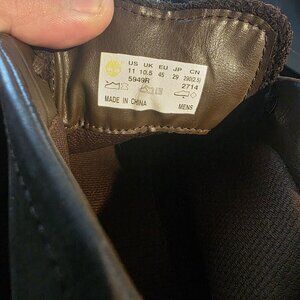 US UK EU JP CN
11 10.5 45 29 290(2.5)
5949R 2714
MADE IN CHINA MENS